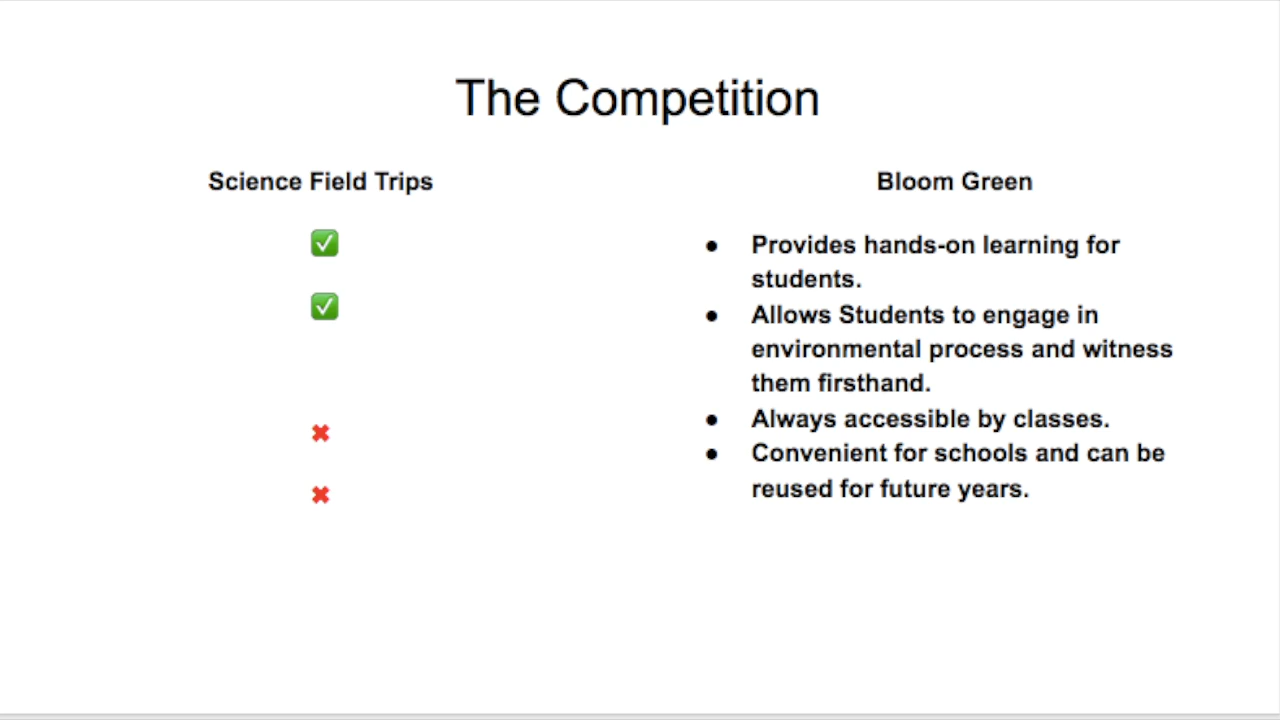 The Competition
Science Field Trips
Bloom Green
✅
✅
✖
✖
● Provides hands-on learning for
students.
● Allows Students to engage in
environmental process and witness
them firsthand.
● Always accessible by classes.
● Convenient for schools and can be
reused for future years.